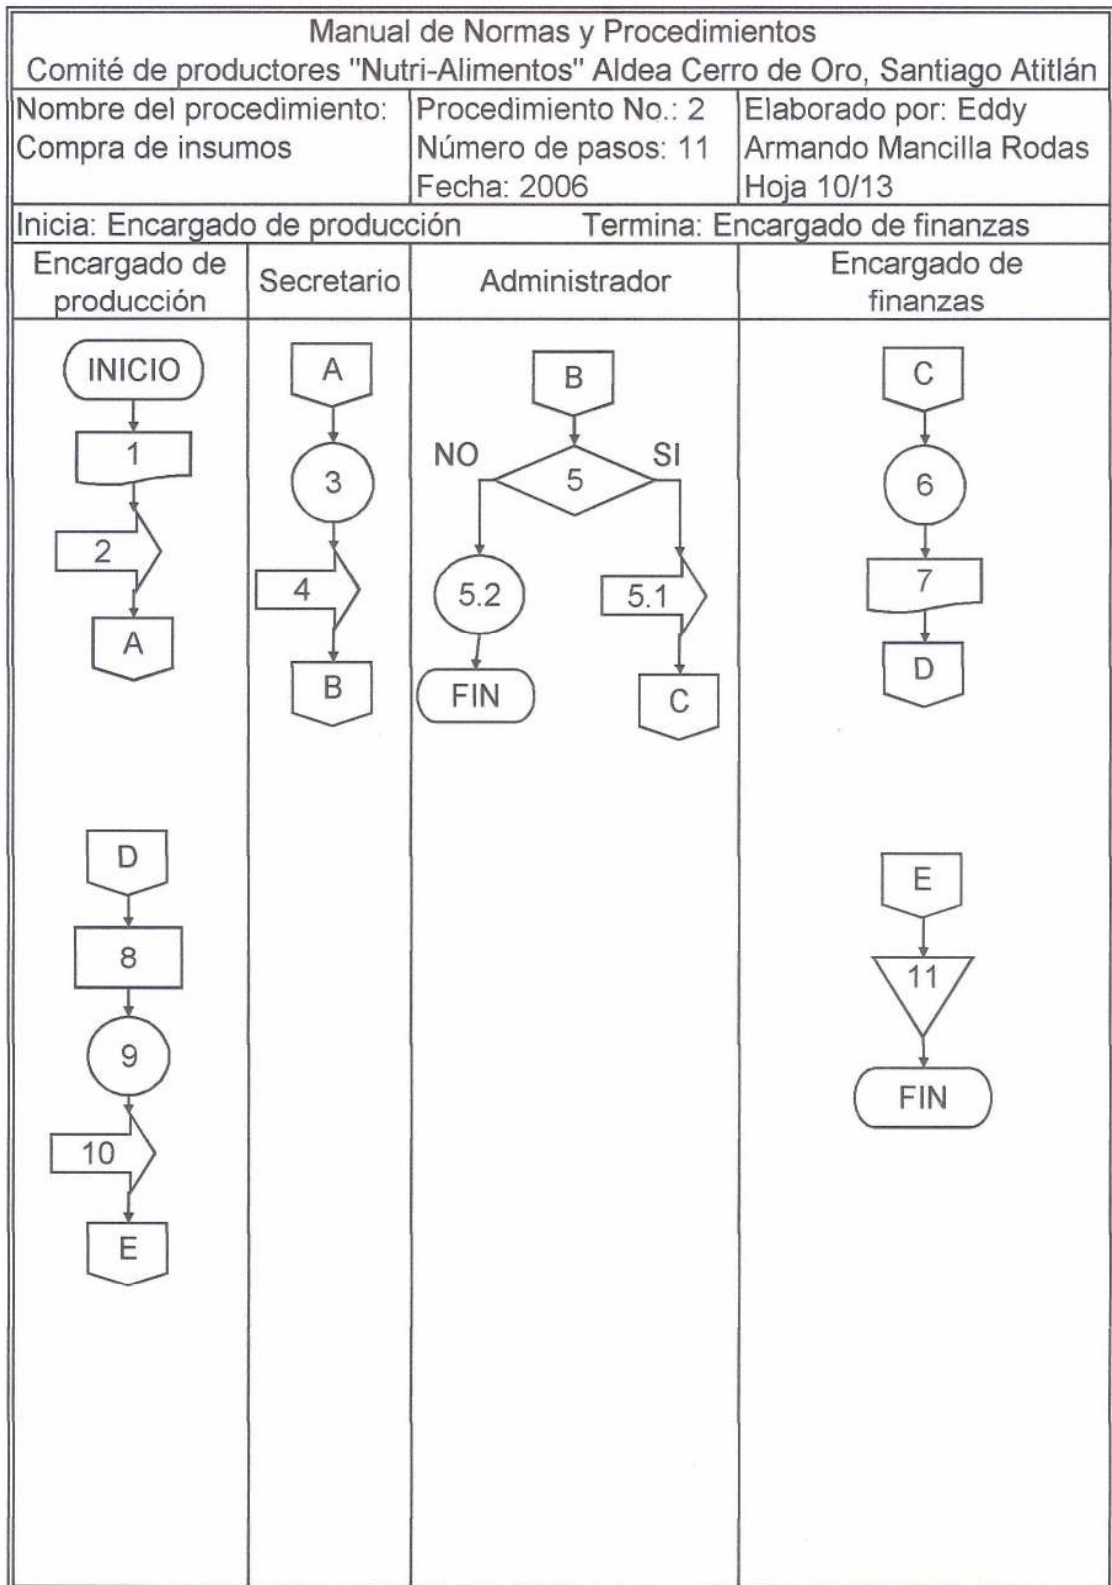 Manual de Normas y Procedimientos
Comité de productores "Nutri-Alimentos" Aldea Cerro de Oro, Santiago Atitlán
Nombre del procedimiento:
Compra de insumos
Procedimiento No.: 2
Número de pasos: 11
Fecha: 2006
Elaborado por: Eddy
Armando Mancilla Rodas
Hoja 10/13
Inicia: Encargado de producción
Termina: Encargado de finanzas
Encargado de
producción
Secretario
Administrador
Encargado de
finanzas
INICIO
1
2
A
A
3
4
B
B
NO
SI
5
5.2
5.1
FIN
C
C
6
7
D
D
8
9
10
E
E
11
FIN